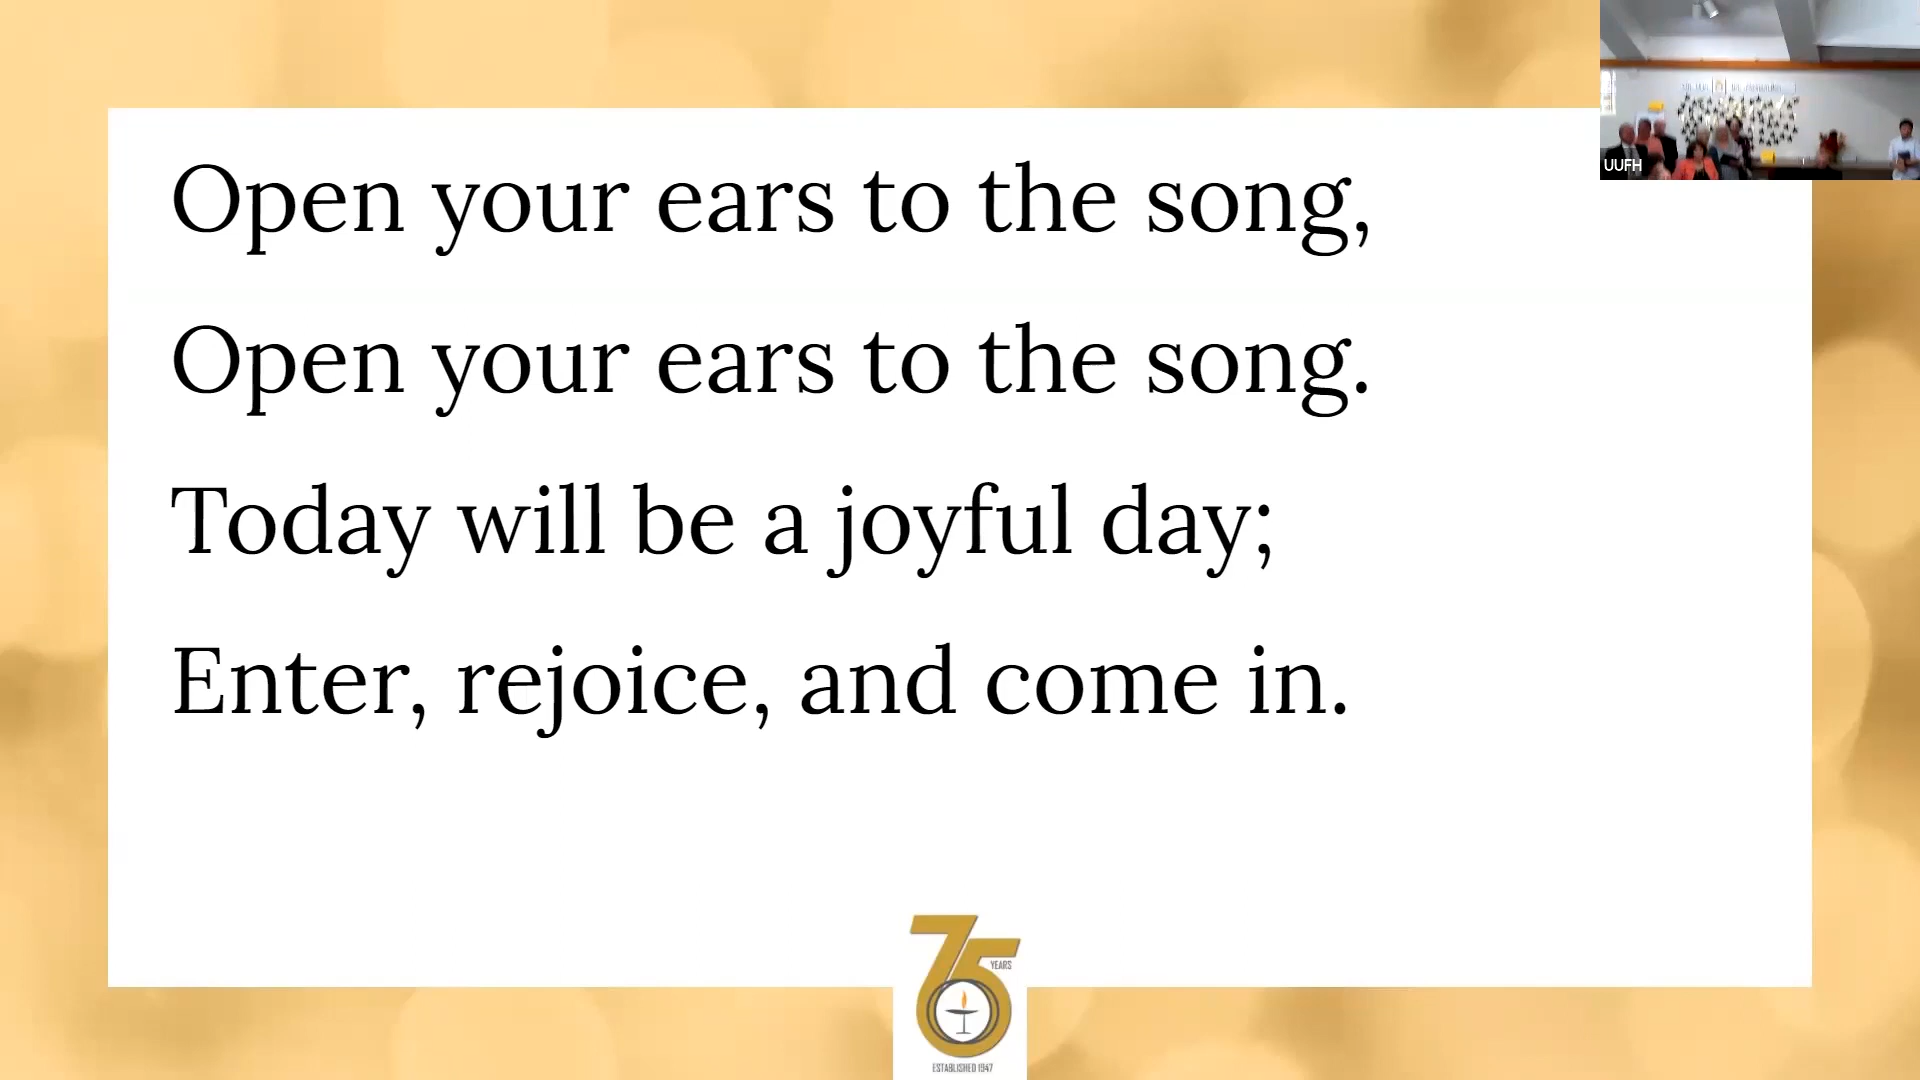 Open your ears to the song,
Open your ears to the song.
Today will be a joyful day;
Enter, rejoice, and come in.
UUFH
75
YEARS
ESTABLISHED 1947